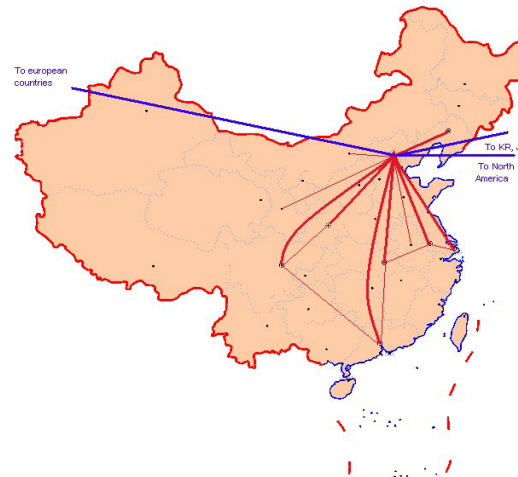 To european
countries
To KR, J
To North
America